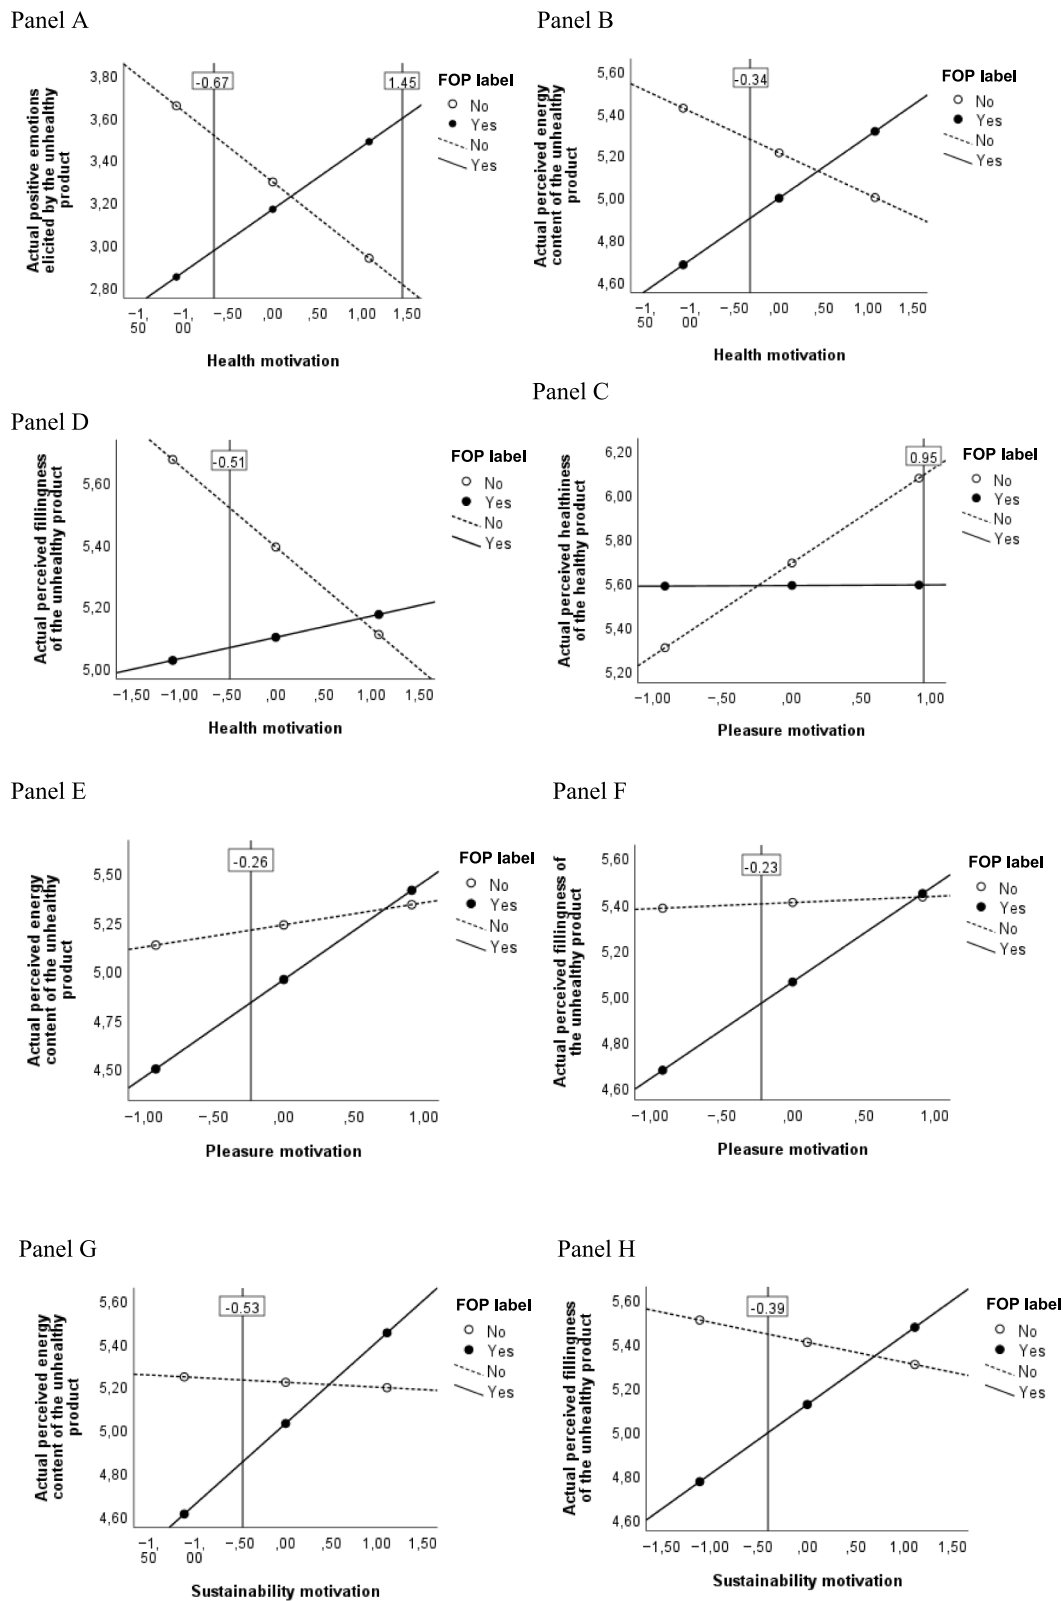 Panel A
Actual positive emotions
elicited by the unhealthy
product
3,80
3,60
3,40
3,20
3,00
2,80
-0.67
1.45
−1,
50
−1,
00
−,50
,00
,50
1,00
1,50
Health motivation
FOP label
No
Yes
No
Yes
Panel B
Actual perceived energy
content of the unhealthy
product
5,60
5,40
5,20
5,00
4,80
4,60
-0.34
−1,
50
−1,
00
−,50
,00
,50
1,00
1,50
Health motivation
FOP label
No
Yes
No
Yes
Panel C
Panel D
Actual perceived fillingness
of the unhealthy product
5,60
5,40
5,20
5,00
-0.51
−1,50
−1,00
−,50
,00
,50
1,00
1,50
Health motivation
FOP label
No
Yes
No
Yes
Actual perceived healthiness
of the healthy product
6,20
6,00
5,80
5,60
5,40
5,20
0.95
−1,00
−,50
,00
,50
1,00
Pleasure motivation
FOP label
No
Yes
No
Yes
Panel E
Actual perceived energy
content of the unhealthy
product
5,50
5,25
5,00
4,75
4,50
-0.26
−1,00
−,50
,00
,50
1,00
Pleasure motivation
FOP label
No
Yes
No
Yes
Panel F
Actual perceived fillingness of
the unhealthy product
5,60
5,40
5,20
5,00
4,80
4,60
-0.23
−1,00
−,50
,00
,50
1,00
Pleasure motivation
FOP label
No
Yes
No
Yes
Panel G
Actual perceived energy
content of the unhealthy
product
5,60
5,40
5,20
5,00
4,80
4,60
-0.53
−1,
50
−1,
00
−,50
,00
,50
1,00
1,50
Sustainability motivation
FOP label
No
Yes
No
Yes
Panel H
Actual perceived fillingness
of the unhealthy product
5,60
5,40
5,20
5,00
4,80
4,60
-0.39
−1,50
−1,00
−,50
,00
,50
1,00
1,50
Sustainability motivation
FOP label
No
Yes
No
Yes